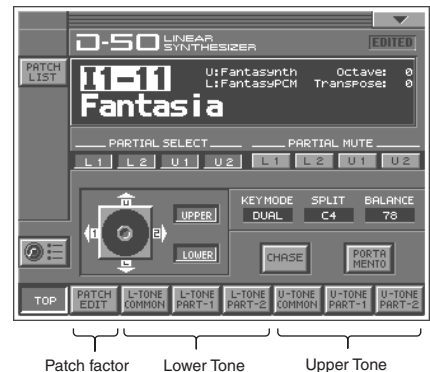 D-50 LINEAR SYNTHESIZER EDITED
PATCH LIST
I1-11 U:Fantasynth Octave: 0
L:FantasyPCM Transpose: 0
Fantasia
PARTIAL SELECT PARTIAL MUTE
L 1 L 2 U 1 U 2 L 1 L 2 U 1 U 2
U
1 2
L
UPPER
LOWER
KEYMODE SPLIT BALANCE
DUAL C4 78
CHASE PORTA MENTO
TOP PATCH EDIT L-TONE COMMON L-TONE PART-1 L-TONE PART-2 U-TONE COMMON U-TONE PART-1 U-TONE PART-2
Patch factor Lower Tone Upper Tone